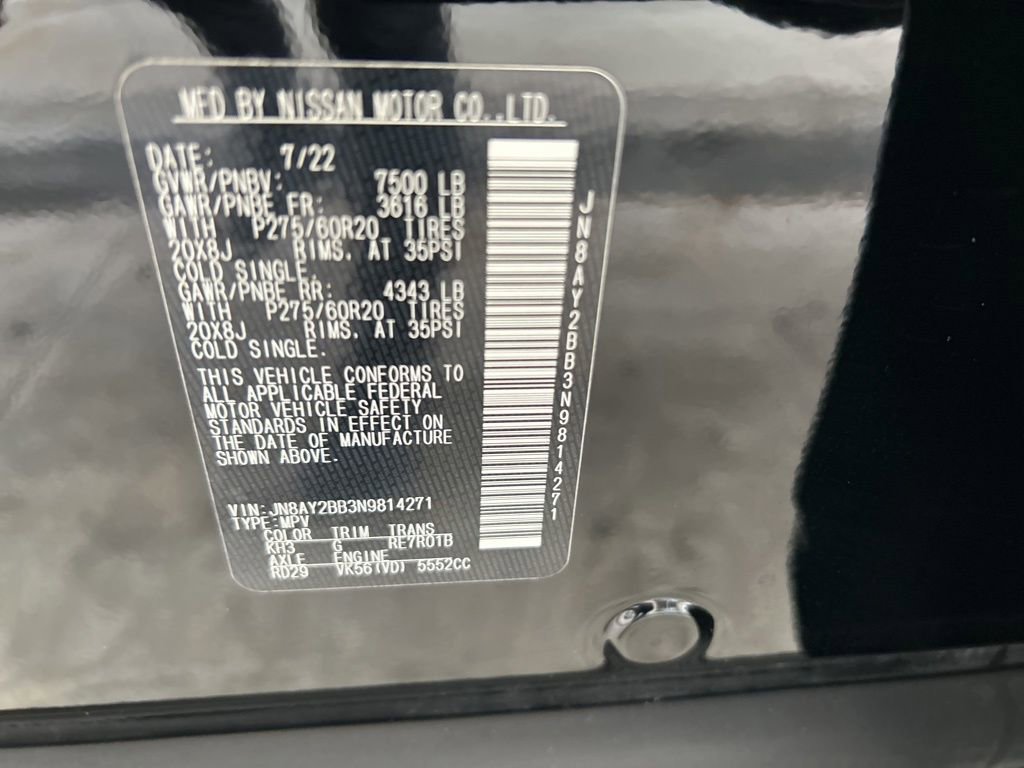 MFD BY NISSAN MOTOR CO.,LTD.
DATE: 7/22
GVWR/PNBV: 7500 LB
GAWR/PNBE FR: 3616 LB
WITH P275/60R20 TIRES
20X8J RIMS. AT 35PSI
COLD SINGLE.
GAWR/PNBE RR: 4343 LB
WITH P275/60R20 TIRES
20X8J RIMS. AT 35PSI
COLD SINGLE.
THIS VEHICLE CONFORMS TO
ALL APPLICABLE FEDERAL
MOTOR VEHICLE SAFETY
STANDARDS IN EFFECT ON
THE DATE OF MANUFACTURE
SHOWN ABOVE.
VIN:JN8AY2BB3N9814271
TYPE:MPV
COLOR TRIM TRANS
KH3 G RE7R01B
AXLE ENGINE
RD29 VK56(VD) 5552CC
JN8AY2BB3N9814271